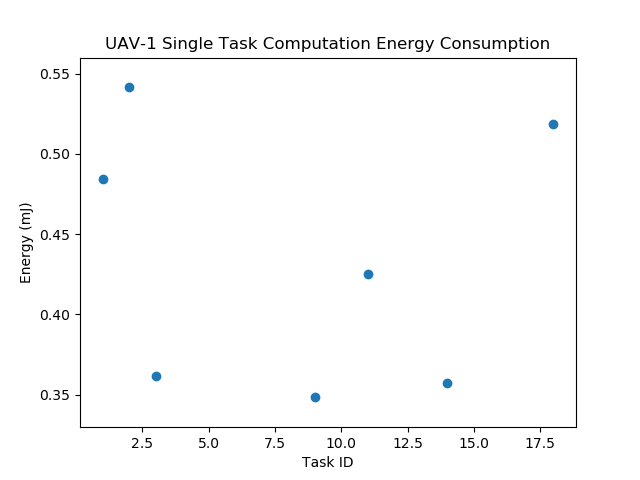 UAV-1 Single Task Computation Energy Consumption
0.55
0.50
0.45
0.40
0.35
Energy (mJ)
2.5 5.0 7.5 10.0 12.5 15.0 17.5
Task ID